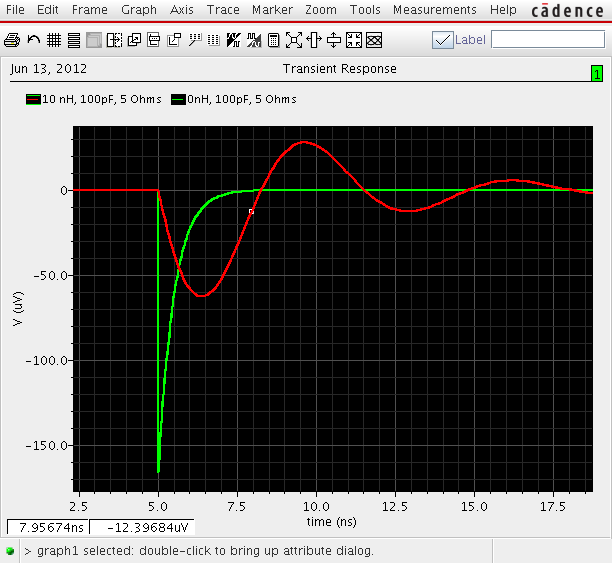 File Edit Frame Graph Axis Trace Marker Zoom Tools Measurements Help cādence
Label
Jun 13, 2012 Transient Response 1
10 nH, 100pF, 5 Ohms 0nH, 100pF, 5 Ohms
0
-50.0
-100.0
-150.0
V (uV)
2.5 5.0 7.5 10.0 12.5 15.0 17.5
time (ns)
7.95674ns -12.39684uV
> graph1 selected: double-click to bring up attribute dialog.